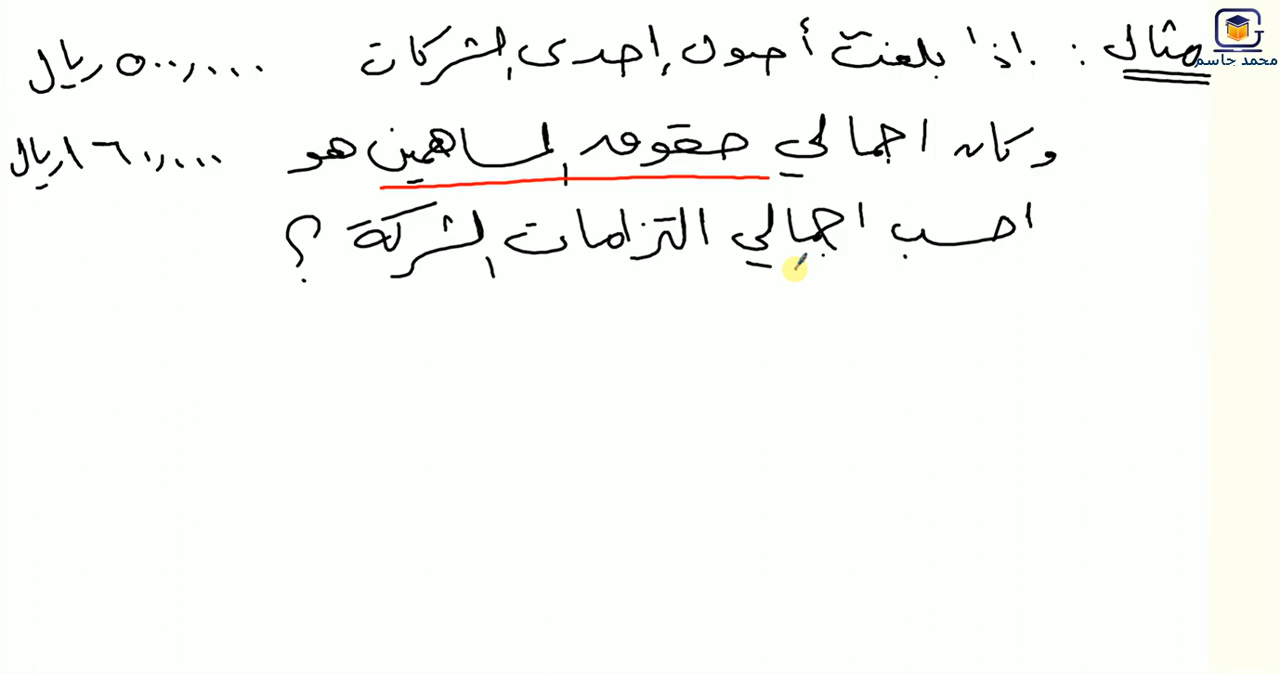 مثال : اذا بلغت أصول احدى الشركات ٥٠٠,٠٠٠ ريال
وكان اجمالي حقوق المساهمين هو ١٦٠,٠٠٠ ريال
احسب اجمالي التزامات الشركة ؟
محمد جاسم